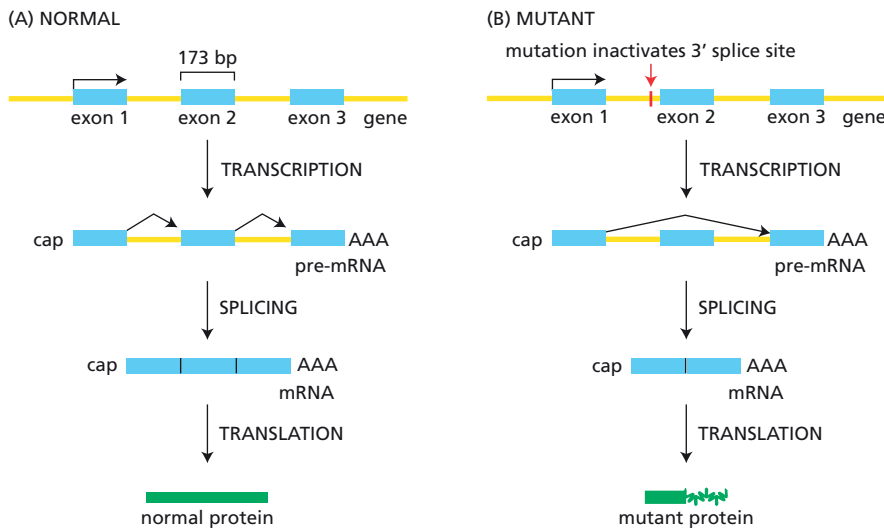 (A) NORMAL
173 bp
exon 1 exon 2 exon 3 gene
TRANSCRIPTION
cap AAA
pre-mRNA
SPLICING
cap AAA
mRNA
TRANSLATION
normal protein
(B) MUTANT
mutation inactivates 3′ splice site
exon 1 exon 2 exon 3 gene
TRANSCRIPTION
cap AAA
pre-mRNA
SPLICING
cap AAA
mRNA
TRANSLATION
mutant protein